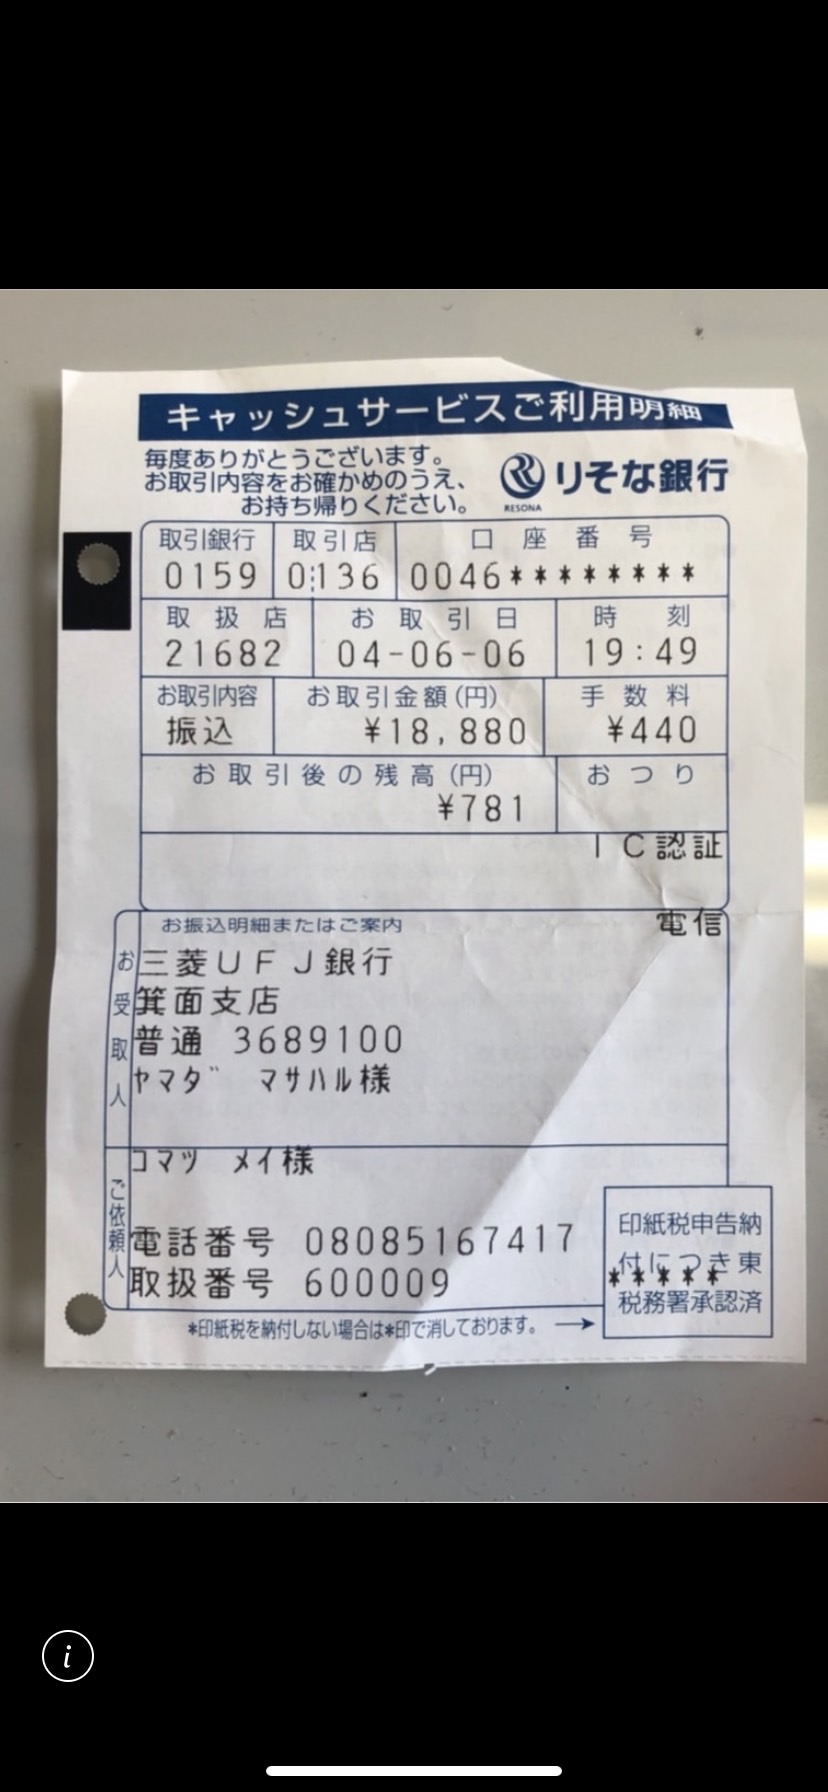 キャッシュサービスご利用明細
毎度ありがとうございます。
お取引内容をお確かめのうえ、
お持ち帰りください。
RESONA
りそな銀行
取引銀行 取引店 口座番号
0159 0136 0046********
取扱店 お取引日 時刻
21682 04-06-06 19:49
お取引内容 お取引金額(円) 手数料
振込 ¥18,880 ¥440
お取引後の残高(円) おつり
¥781
IC認証
お振込明細またはご案内 電信
お受取人
三菱UFJ銀行
箕面支店
普通 3689100
ヤマダ マサハル様
ご依頼人
コマツ メイ様
電話番号 08085167417
取扱番号 600009
印紙税申告納
付につき東
*****
税務署承認済
*印紙税を納付しない場合は*印で消しております。 →
i